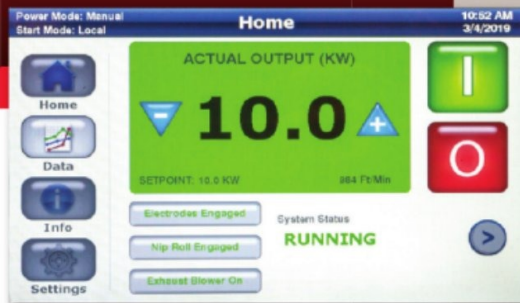 Power Mode: Manual
Start Mode: Local
Home
10:52 AM
3/4/2019
Home
Data
Info
Settings
ACTUAL OUTPUT (KW)
10.0
SETPOINT: 10.0 KW
984 Ft/Min
Electrodes Engaged
Nip Roll Engaged
Exhaust Blower On
System Status
RUNNING